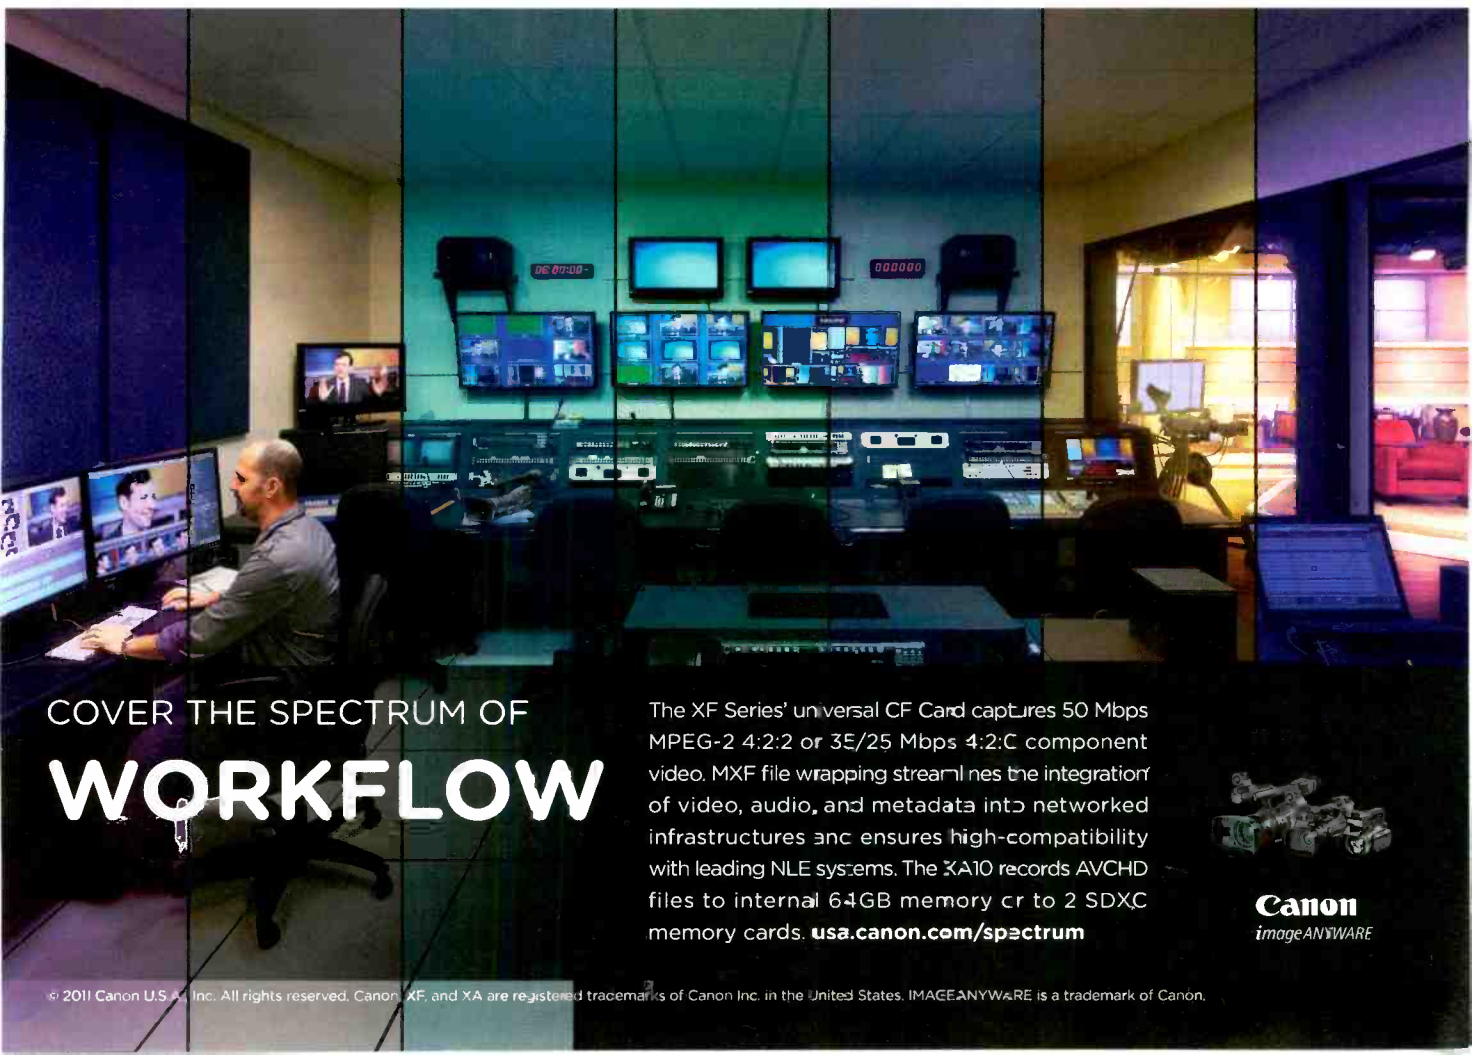 COVER THE SPECTRUM OF
WORKFLOW
The XF Series' universal CF Card captures 50 Mbps
MPEG-2 4:2:2 or 35/25 Mbps 4:2:0 component
video. MXF file wrapping streamlines the integration
of video, audio, and metadata into networked
infrastructures and ensures high-compatibility
with leading NLE systems. The XA10 records AVCHD
files to internal 64GB memory or to 2 SDXC
memory cards. usa.canon.com/spectrum
Canon
imageANYWARE
© 2011 Canon U.S.A., Inc. All rights reserved. Canon, XF, and XA are registered trademarks of Canon Inc. in the United States. IMAGEANYWARE is a trademark of Canon.